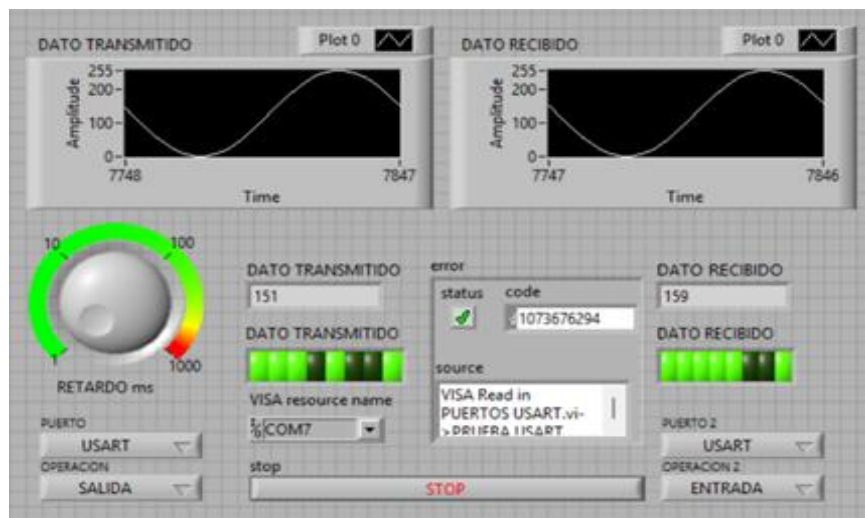 DATO TRANSMITIDO
Plot 0
Amplitude
255
200
100
0
7748
7847
Time
DATO RECIBIDO
Plot 0
Amplitude
255
200
100
0
7747
7846
Time
1
10
100
1000
RETARDO ms
DATO TRANSMITIDO
151
DATO TRANSMITIDO
VISA resource name
COM7
error
status
code
1073676294
source
VISA Read in
PUERTOS USART.vi-
>PRUEBA USART
DATO RECIBIDO
159
DATO RECIBIDO
PUERTO
USART
OPERACION
SALIDA
stop
STOP
PUERTO 2
USART
OPERACION 2
ENTRADA